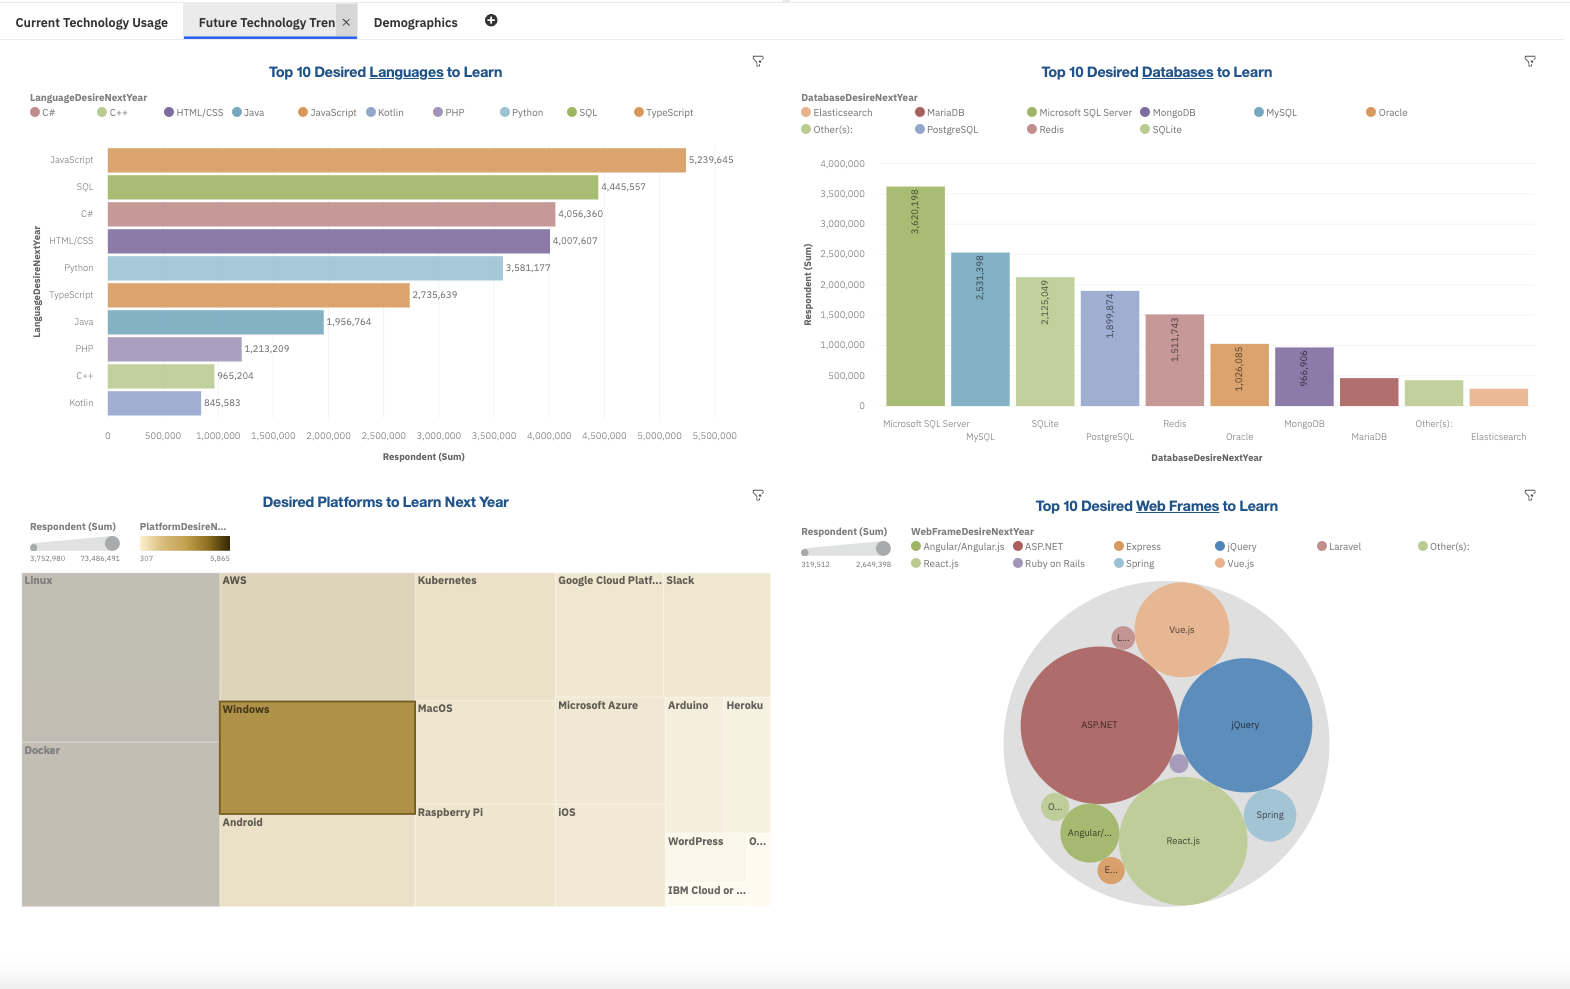 Current Technology Usage
Future Technology Tren
Demographics
Top 10 Desired Languages to Learn
LanguageDesireNextYear
C# C++ HTML/CSS Java JavaScript Kotlin PHP Python SQL TypeScript
LanguageDesireNextYear
JavaScript 5,239,645
SQL 4,445,557
C# 4,056,360
HTML/CSS 4,007,607
Python 3,581,177
TypeScript 2,735,639
Java 1,956,764
PHP 1,213,209
C++ 965,204
Kotlin 845,583
0 500,000 1,000,000 1,500,000 2,000,000 2,500,000 3,000,000 3,500,000 4,000,000 4,500,000 5,000,000 5,500,000
Respondent (Sum)
Top 10 Desired Databases to Learn
DatabaseDesireNextYear
Elasticsearch MariaDB Microsoft SQL Server MongoDB MySQL Oracle
Other(s): PostgreSQL Redis SQLite
Respondent (Sum)
4,000,000
3,500,000
3,000,000
2,500,000
2,000,000
1,500,000
1,000,000
500,000
0
3,620,198
2,531,398
2,125,049
1,899,874
1,511,743
1,026,085
966,906
Microsoft SQL Server MySQL SQLite PostgreSQL Redis Oracle MongoDB MariaDB Other(s): Elasticsearch
DatabaseDesireNextYear
Desired Platforms to Learn Next Year
Respondent (Sum)
3,752,980 73,486,491
PlatformDesireN...
307 5,865
Linux
Docker
AWS
Windows
Android
Kubernetes
MacOS
Raspberry Pi
Google Cloud Platf...
Microsoft Azure
iOS
Slack
Arduino
Heroku
WordPress
O...
IBM Cloud or ...
Top 10 Desired Web Frames to Learn
Respondent (Sum)
319,512 2,649,398
WebFrameDesireNextYear
Angular/Angular.js ASP.NET Express jQuery Laravel Other(s):
React.js Ruby on Rails Spring Vue.js
Vue.js
L...
ASP.NET
jQuery
O...
Angular/...
Spring
React.js
E...